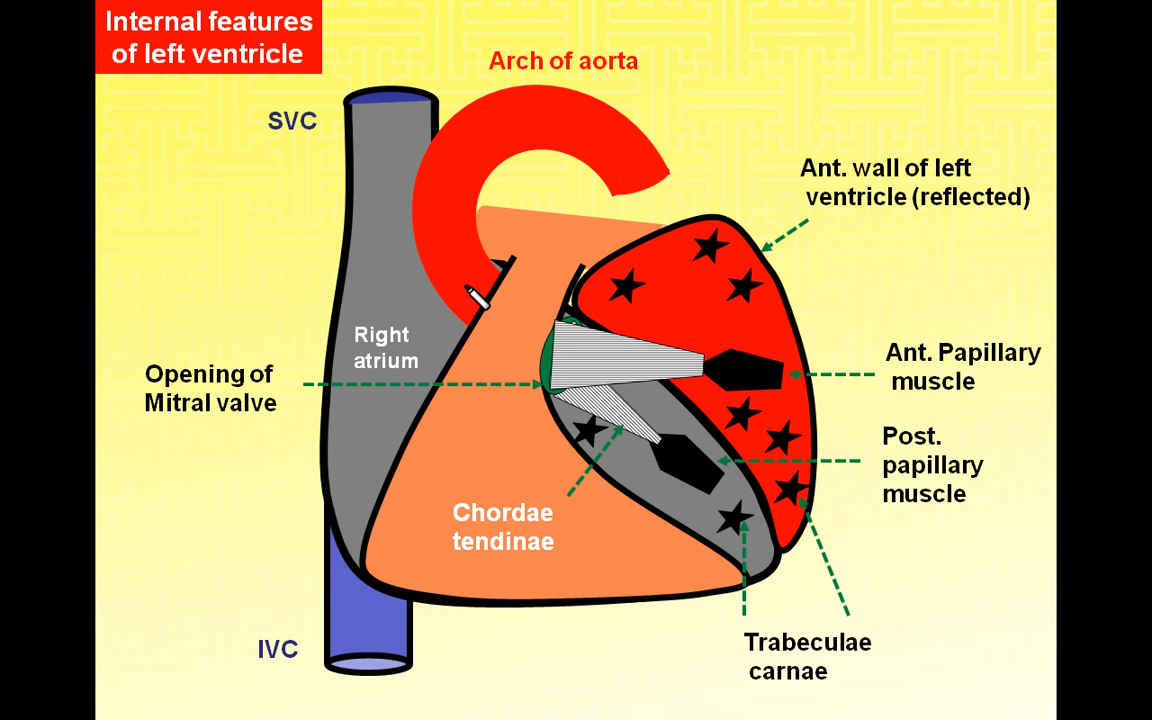 Internal features
of left ventricle
Arch of aorta
SVC
Ant. wall of left
ventricle (reflected)
Right
atrium
Opening of
Mitral valve
Ant. Papillary
muscle
Post.
papillary
muscle
Chordae
tendinae
IVC
Trabeculae
carnae